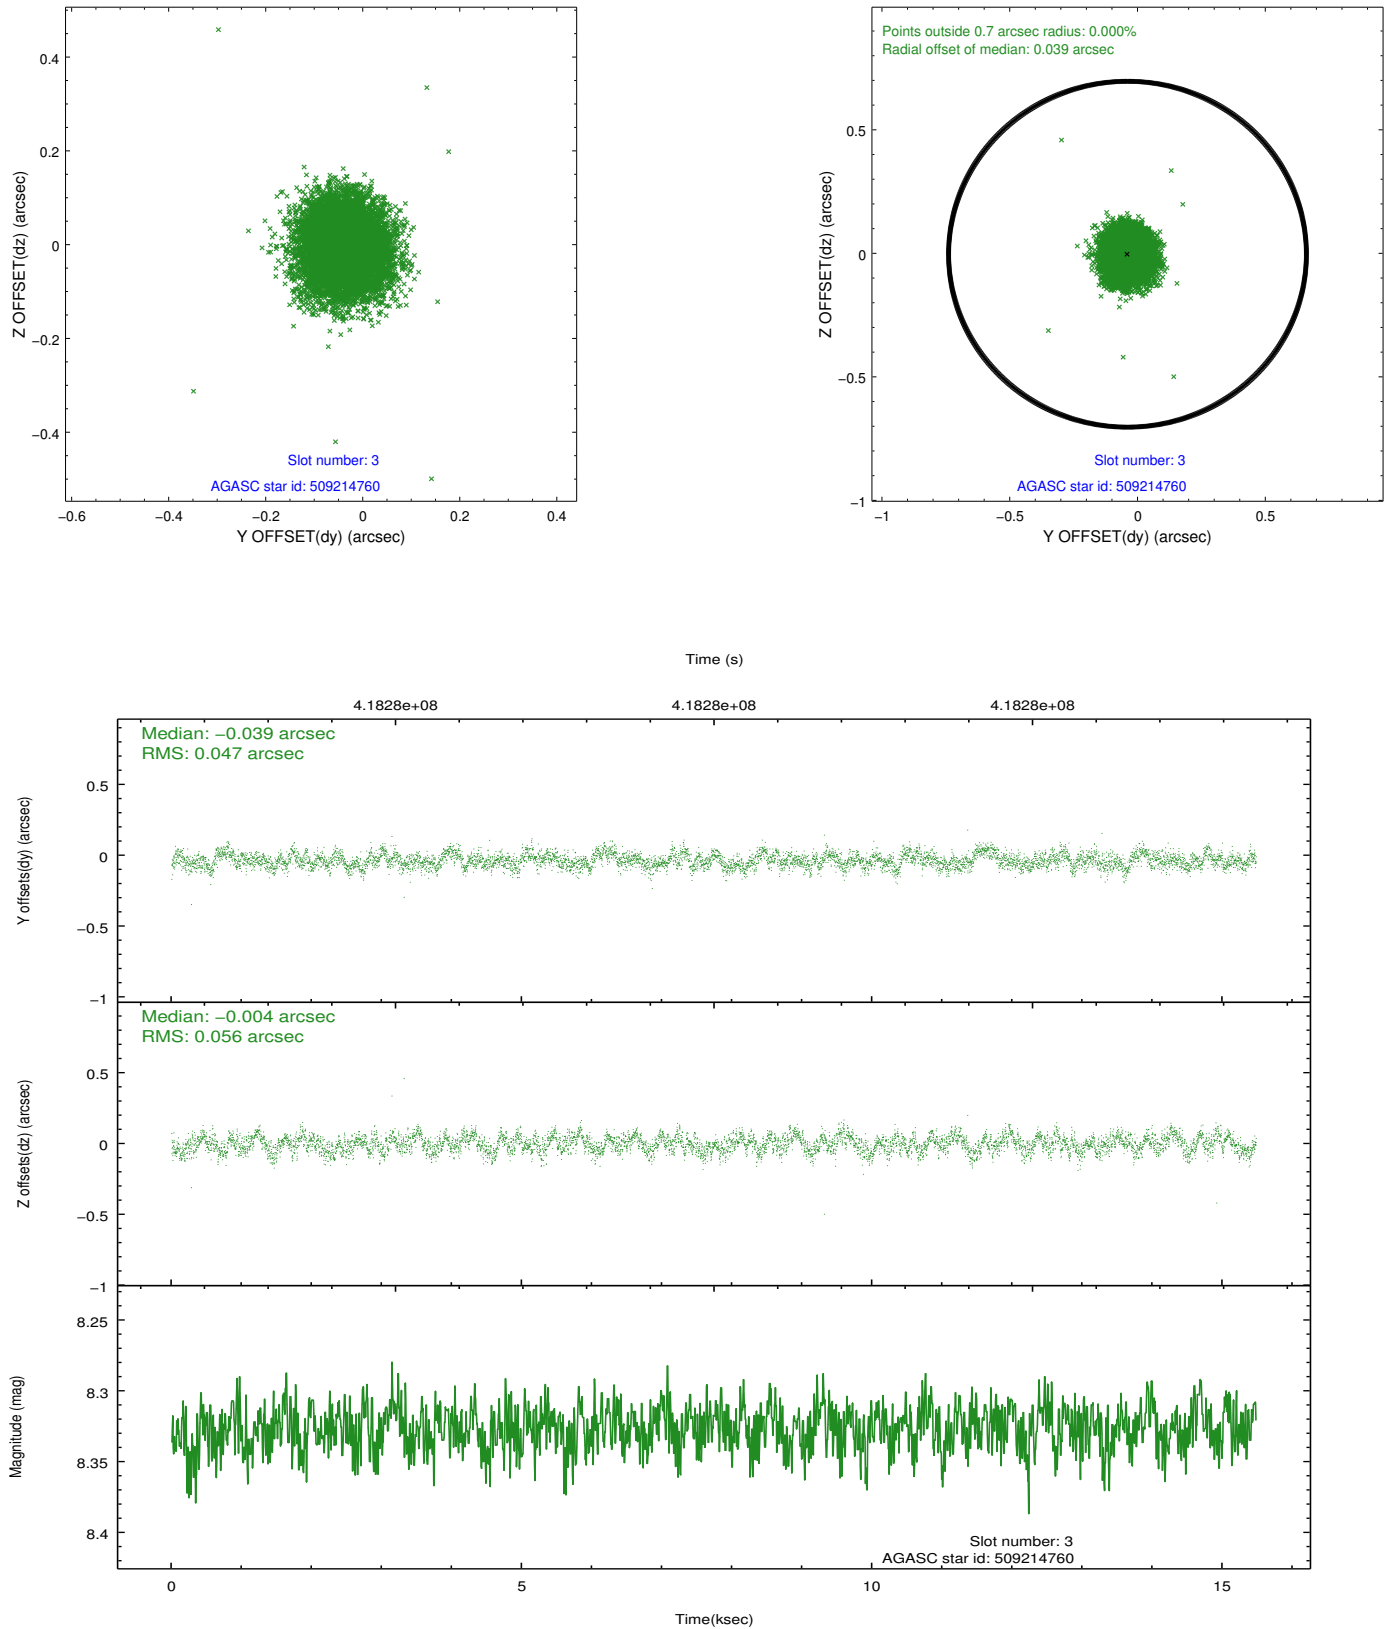 0.4
0.2
0
−0.2
−0.4
Z OFFSET(dz) (arcsec)
Slot number: 3
AGASC star id: 509214760
−0.6 −0.4 −0.2 0 0.2 0.4
Y OFFSET(dy) (arcsec)
Points outside 0.7 arcsec radius: 0.000%
Radial offset of median: 0.039 arcsec
0.5
0
−0.5
−1
Z OFFSET(dz) (arcsec)
Slot number: 3
AGASC star id: 509214760
−1 −0.5 0 0.5
Y OFFSET(dy) (arcsec)
Time (s)
4.1828e+08 4.1828e+08 4.1828e+08
Median: −0.039 arcsec
RMS: 0.047 arcsec
0.5
0
−0.5
−1
Y offsets(dy) (arcsec)
Median: −0.004 arcsec
RMS: 0.056 arcsec
0.5
0
−0.5
−1
Z offsets(dz) (arcsec)
8.25
8.3
8.35
8.4
Magnitude (mag)
Slot number: 3
AGASC star id: 509214760
0 5 10 15
Time(ksec)